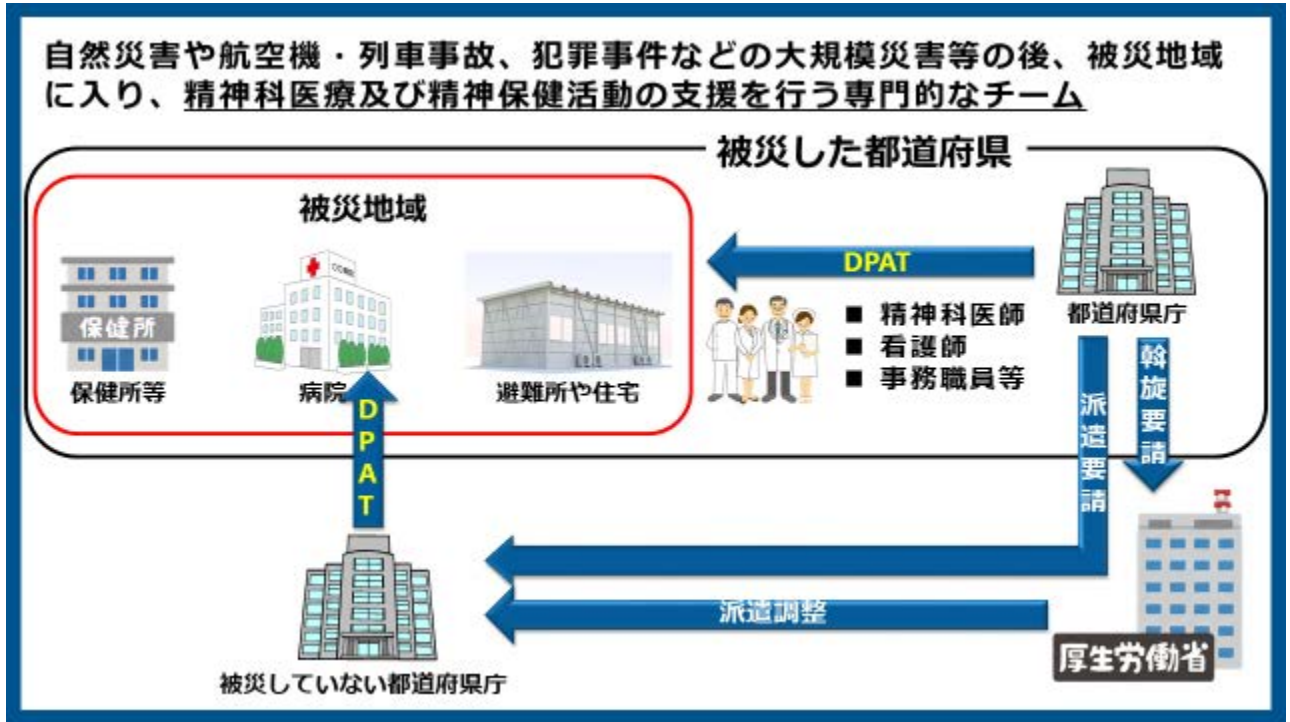 自然災害や航空機・列車事故、犯罪事件などの大規模災害等の後、被災地域
に入り、精神科医療及び精神保健活動の支援を行う専門的なチーム
被災した都道府県
被災地域
保健所
保健所等
病院
避難所や住宅
DPAT
■ 精神科医師
■ 看護師
■ 事務職員等
都道府県庁
派遣要請
斡旋要請
DPAT
派遣調整
厚生労働省
被災していない都道府県庁